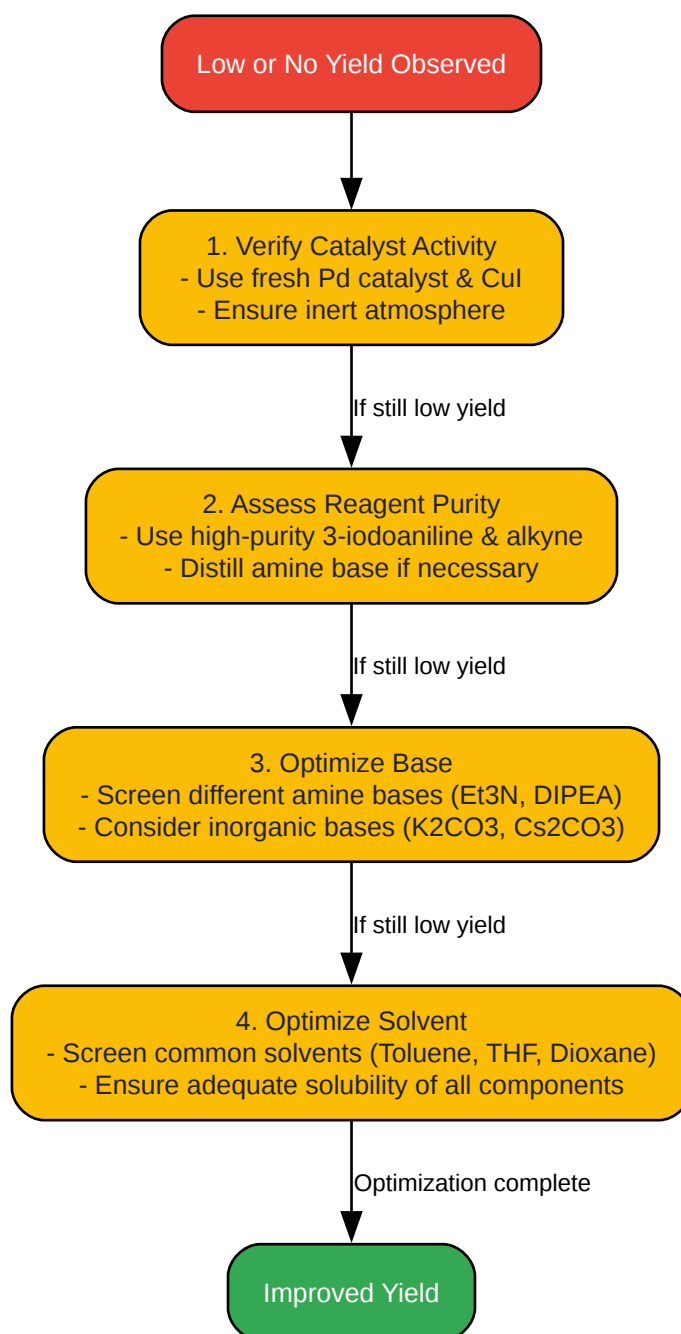 Low or No Yield Observed
1. Verify Catalyst Activity
- Use fresh Pd catalyst & CuI
- Ensure inert atmosphere
If still low yield
2. Assess Reagent Purity
- Use high-purity 3-iodoaniline & alkyne
- Distill amine base if necessary
If still low yield
3. Optimize Base
- Screen different amine bases (Et3N, DIPEA)
- Consider inorganic bases (K2CO3, Cs2CO3)
If still low yield
4. Optimize Solvent
- Screen common solvents (Toluene, THF, Dioxane)
- Ensure adequate solubility of all components
Optimization complete
Improved Yield